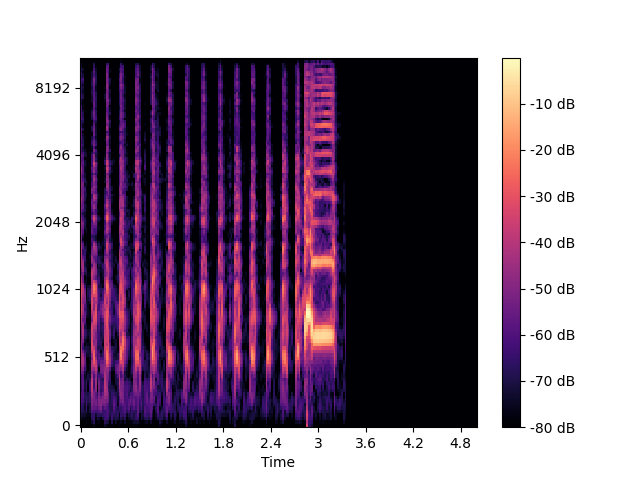 8192
4096
2048
1024
512
0
Hz
0 0.6 1.2 1.8 2.4 3 3.6 4.2 4.8
Time
-10 dB
-20 dB
-30 dB
-40 dB
-50 dB
-60 dB
-70 dB
-80 dB